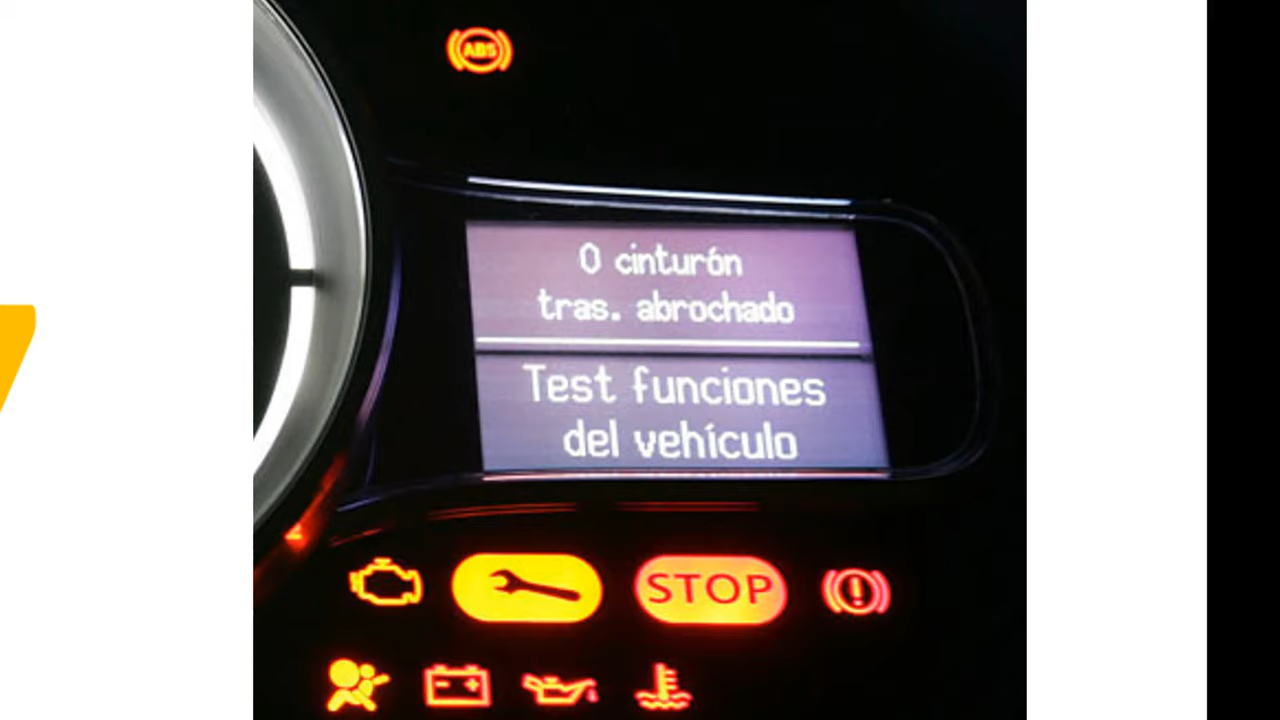 ABS
0 cinturón
tras. abrochado
Test funciones
del vehículo
STOP